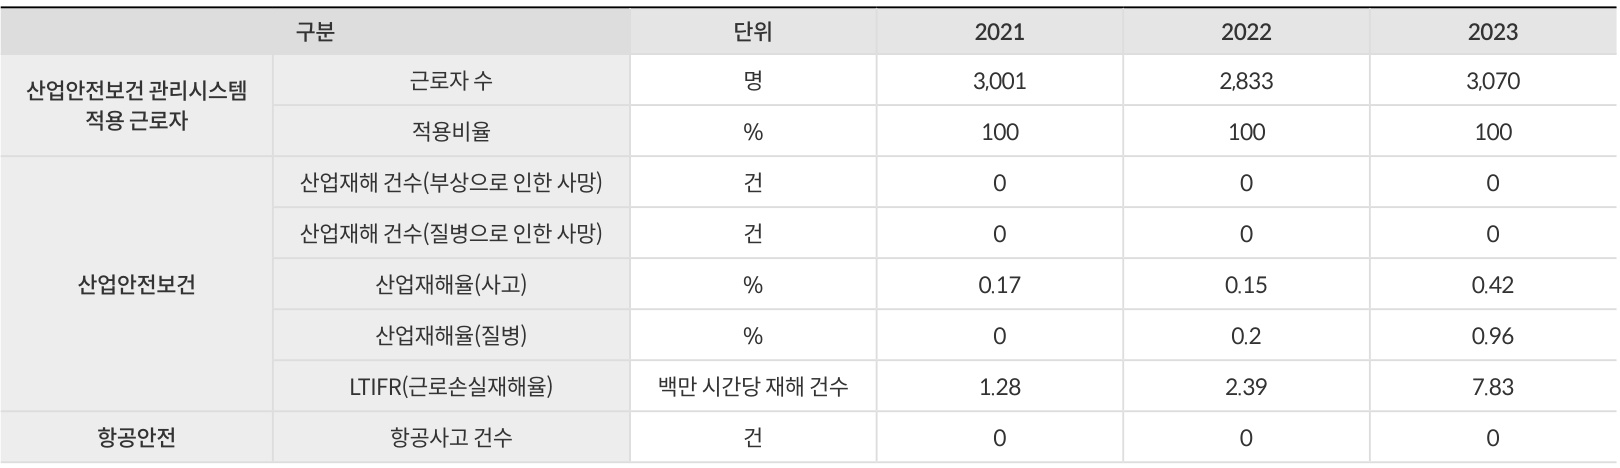 구분 단위 2021 2022 2023
산업안전보건 관리시스템
적용 근로자
근로자 수 명 3,001 2,833 3,070
적용비율 % 100 100 100
산업안전보건
산업재해 건수(부상으로 인한 사망) 건 0 0 0
산업재해 건수(질병으로 인한 사망) 건 0 0 0
산업재해율(사고) % 0.17 0.15 0.42
산업재해율(질병) % 0 0.2 0.96
LTIFR(근로손실재해율) 백만 시간당 재해 건수 1.28 2.39 7.83
항공안전 항공사고 건수 건 0 0 0